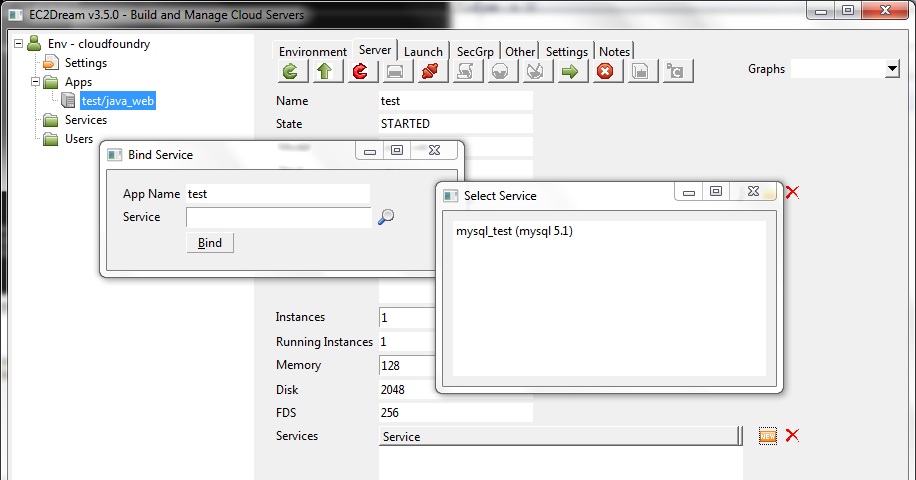 EC2Dream v3.5.0 - Build and Manage Cloud Servers
Env - cloudfoundry
Settings
Apps
test/java_web
Services
Users
Environment Server Launch SecGrp Other Settings Notes
Graphs
Name test
State STARTED
Bind Service
App Name test
Service
Bind
Select Service
mysql_test (mysql 5.1)
Instances 1
Running Instances 1
Memory 128
Disk 2048
FDS 256
Services Service
NEW